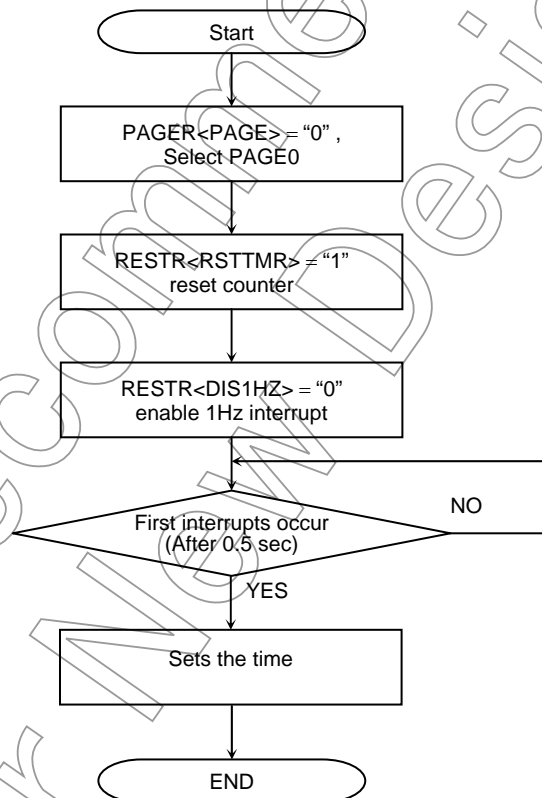 Start
PAGER<PAGE> = “0” ,
Select PAGE0
RESTR<RSTTMR> = “1”
reset counter
RESTR<DIS1HZ> = “0”
enable 1Hz interrupt
First interrupts occur
(After 0.5 sec)
NO
YES
Sets the time
END